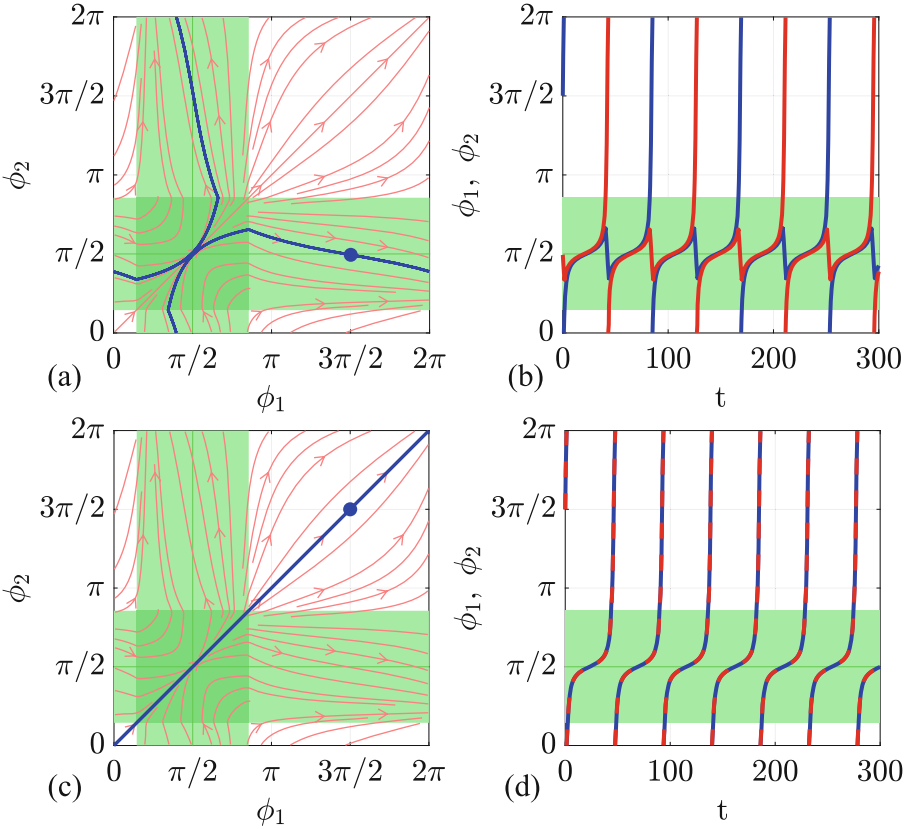 2π
3π/2
π
π/2
0
ϕ₂
0 π/2 π 3π/2 2π
ϕ₁
(a)
2π
3π/2
π
π/2
0
ϕ₁, ϕ₂
0 100 200 300
t
(b)
2π
3π/2
π
π/2
0
ϕ₂
0 π/2 π 3π/2 2π
ϕ₁
(c)
2π
3π/2
π
π/2
0
ϕ₁, ϕ₂
0 100 200 300
t
(d)